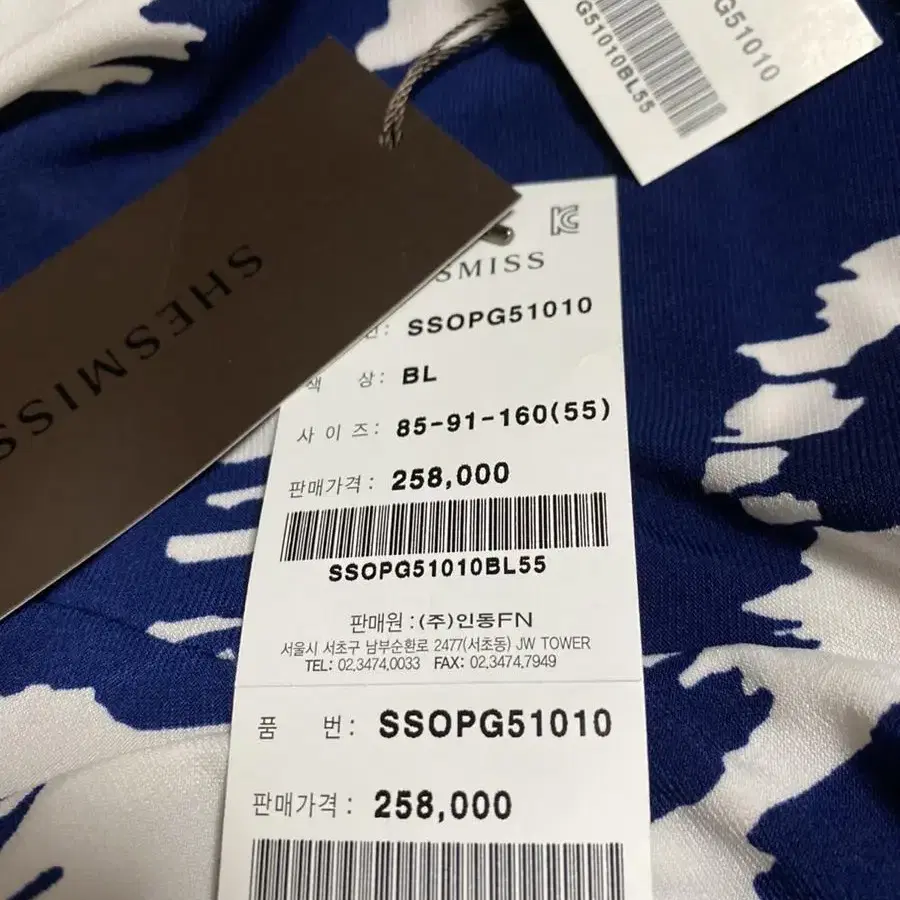 G51010
G51010BL55
SHESMISS
SMISS
번: SSOPG51010
색 상: BL
사 이 즈: 85-91-160(55)
판매가격: 258,000
SSOPG51010BL55
판매원 : (주)인동FN
서울시 서초구 남부순환로 2477(서초동) JW TOWER
TEL: 02.3474.0033 FAX: 02.3474.7949
품 번: SSOPG51010
판매가격: 258,000